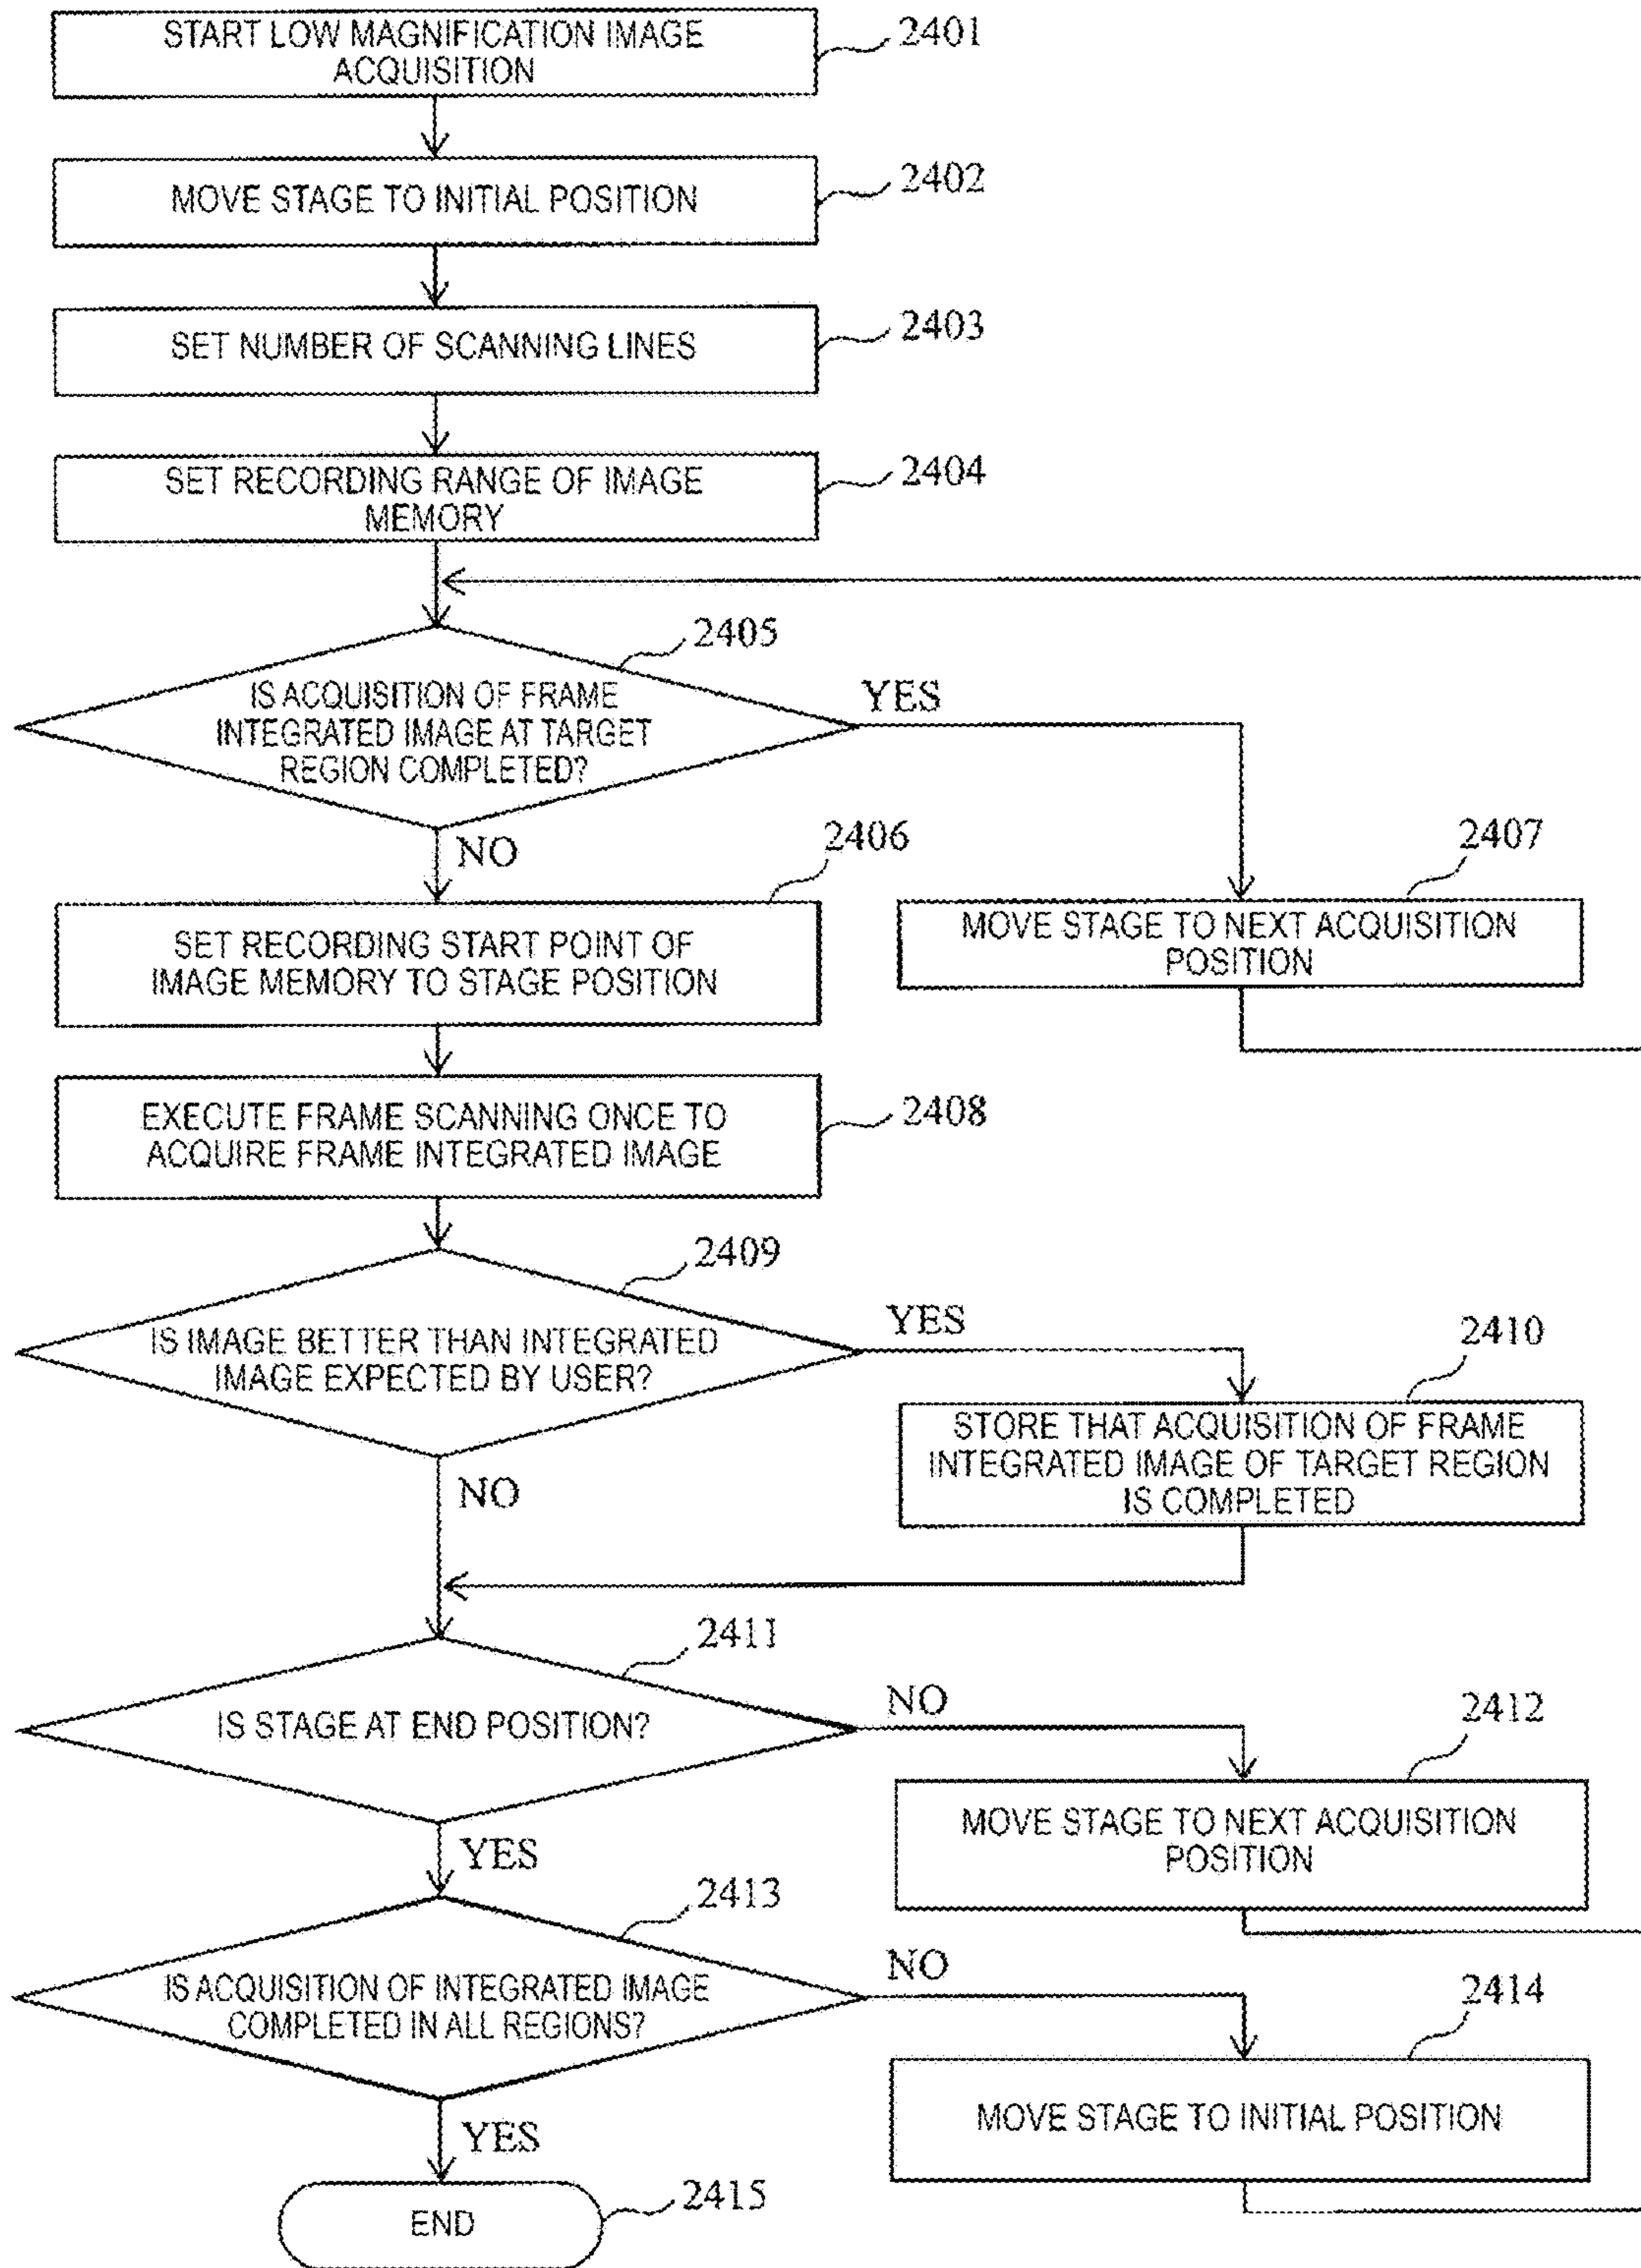 START LOW MAGNIFICATION IMAGE
ACQUISITION
2401
MOVE STAGE TO INITIAL POSITION
2402
SET NUMBER OF SCANNING LINES
2403
SET RECORDING RANGE OF IMAGE
MEMORY
2404
2405
IS ACQUISITION OF FRAME
INTEGRATED IMAGE AT TARGET
REGION COMPLETED?
YES
NO
2406
2407
SET RECORDING START POINT OF
IMAGE MEMORY TO STAGE POSITION
MOVE STAGE TO NEXT ACQUISITION
POSITION
EXECUTE FRAME SCANNING ONCE TO
ACQUIRE FRAME INTEGRATED IMAGE
2408
2409
IS IMAGE BETTER THAN INTEGRATED
IMAGE EXPECTED BY USER?
YES
NO
2410
STORE THAT ACQUISITION OF FRAME
INTEGRATED IMAGE OF TARGET REGION
IS COMPLETED
2411
IS STAGE AT END POSITION?
NO
YES
2412
MOVE STAGE TO NEXT ACQUISITION
POSITION
2413
IS ACQUISITION OF INTEGRATED IMAGE
COMPLETED IN ALL REGIONS?
NO
YES
2414
MOVE STAGE TO INITIAL POSITION
END
2415